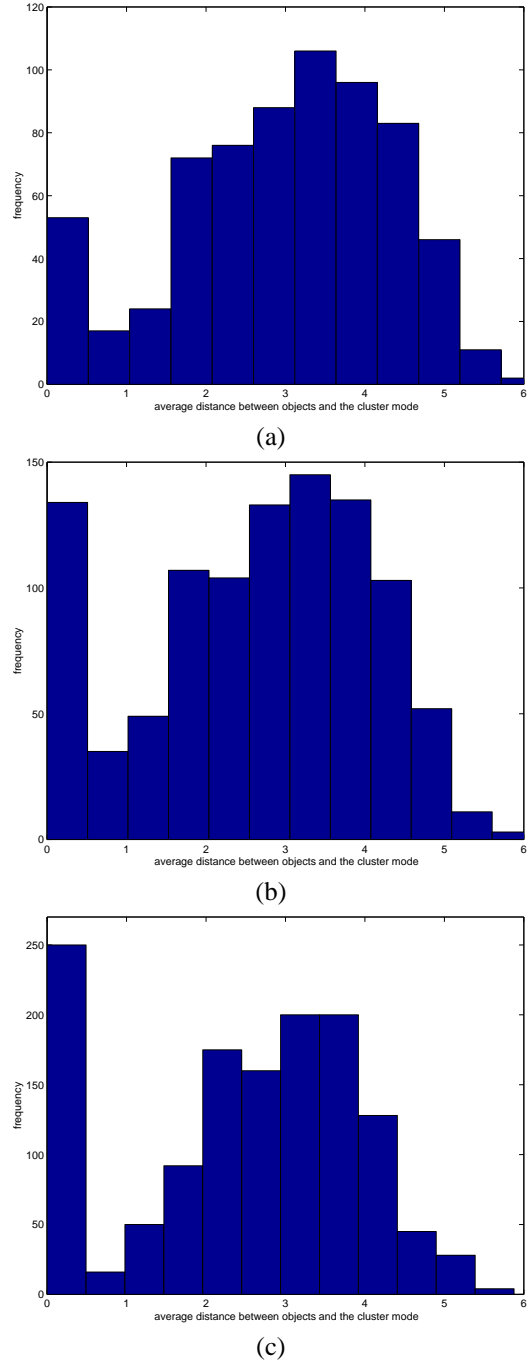 120
100
80
60
40
20
0
frequency
0 1 2 3 4 5 6
average distance between objects and the cluster mode
(a)
150
100
50
0
frequency
0 1 2 3 4 5 6
average distance between objects and the cluster mode
(b)
250
200
150
100
50
0
frequency
0 1 2 3 4 5 6
average distance between objects and the cluster mode
(c)